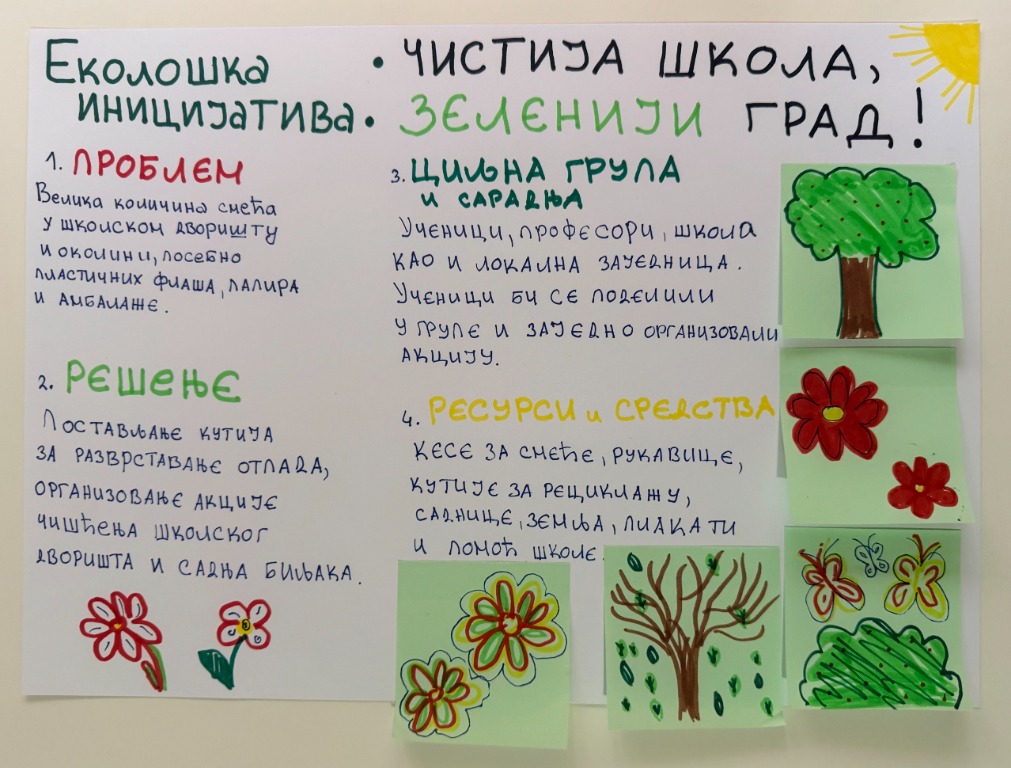 Еколошка
иницијатива
• ЧИСТИЈА ШКОЛА,
• ЗЕЛЕНИЈИ ГРАД!
1. ПРОБЛЕМ
Велика количина смећа
у школском дворишту
и околини, посебно
пластичних флаша, папира
и амбалаже.
2. РЕШЕЊЕ
Постављање кутија
за разврставање отпада,
организовање акције
чишћења школског
дворишта и садња биљака.
3. ЦИЉНА ГРУПА
и САРАДЊА
Ученици, професори, школа
као и локална заједница.
Ученици би се поделили
у групе и заједно организовали
акцију.
4. РЕСУРСИ и СРЕДСТВА
Кесе за смеће, рукавице,
кутије за рециклажу,
саднице, земља, плакати
и помоћ школе